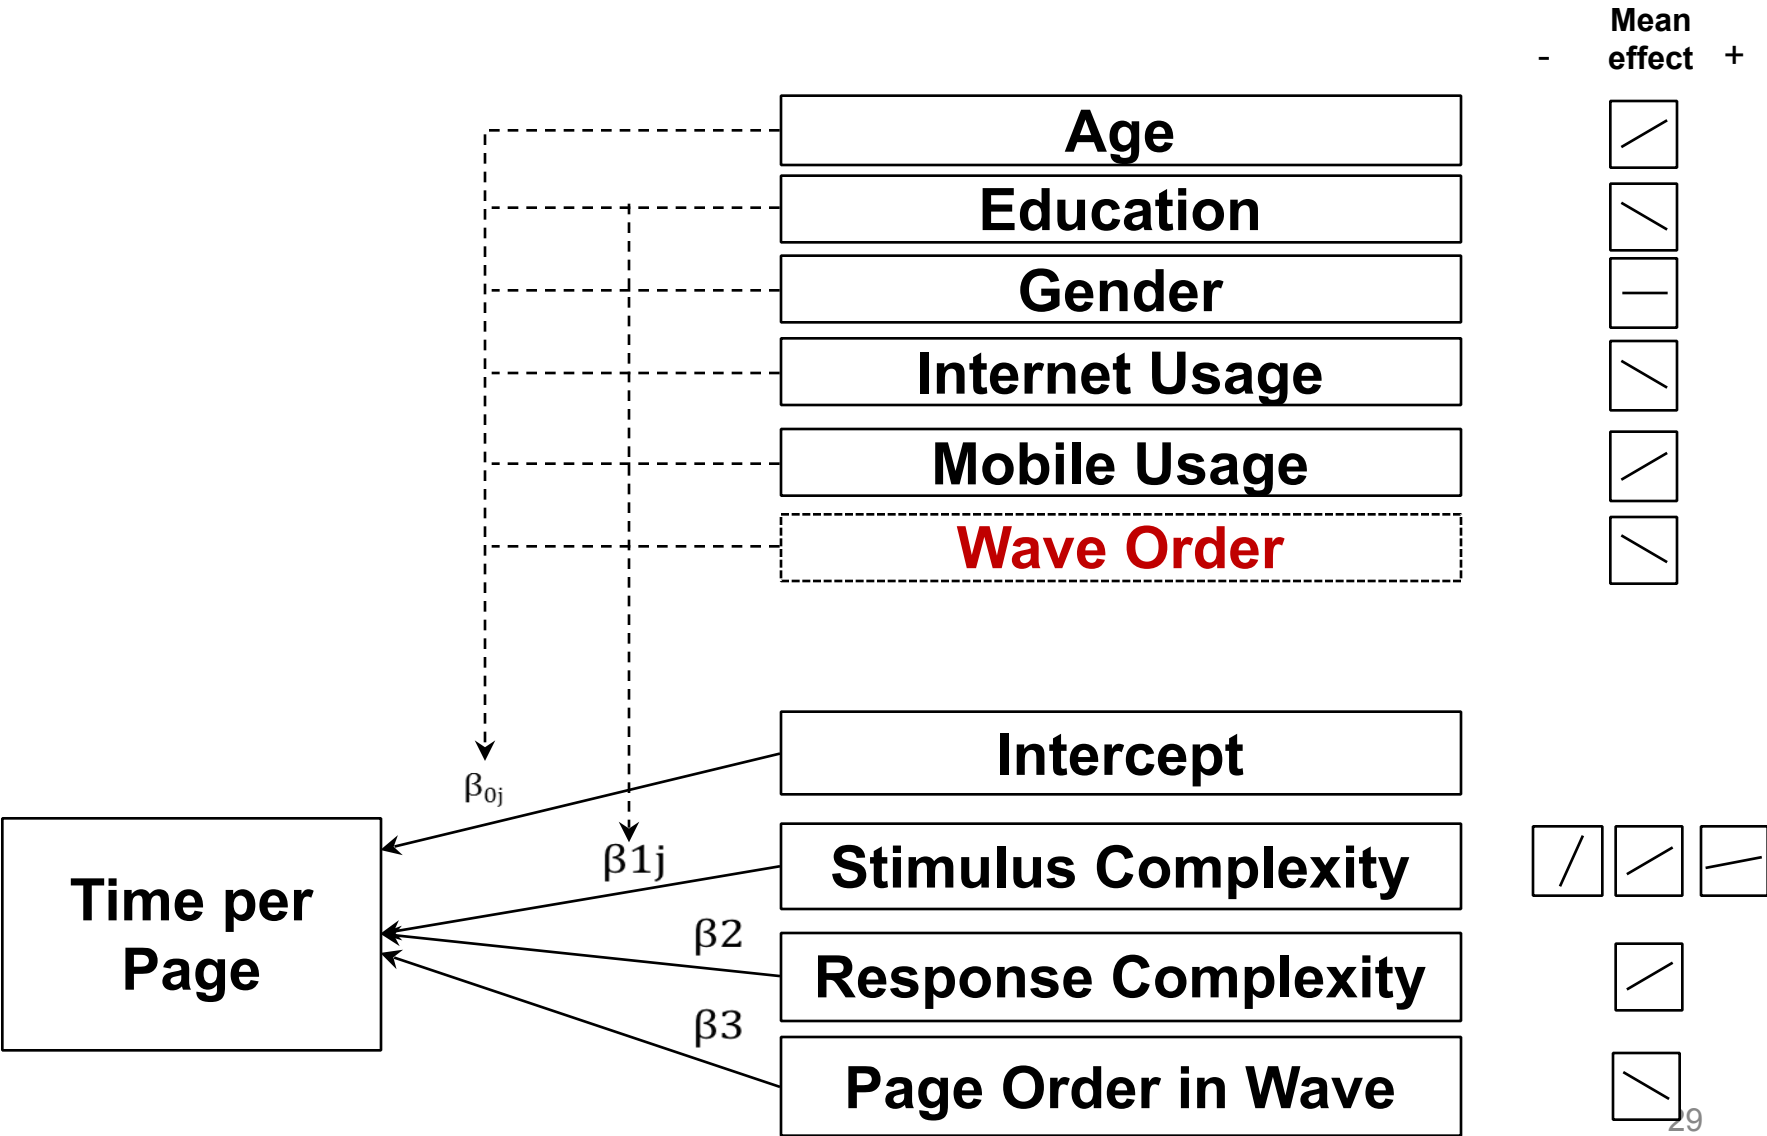 Mean
- effect +
Age
Education
Gender
Internet Usage
Mobile Usage
Wave Order
Intercept
β0j
Stimulus Complexity
β1j
Time per
Page
β2
Response Complexity
β3
Page Order in Wave
29